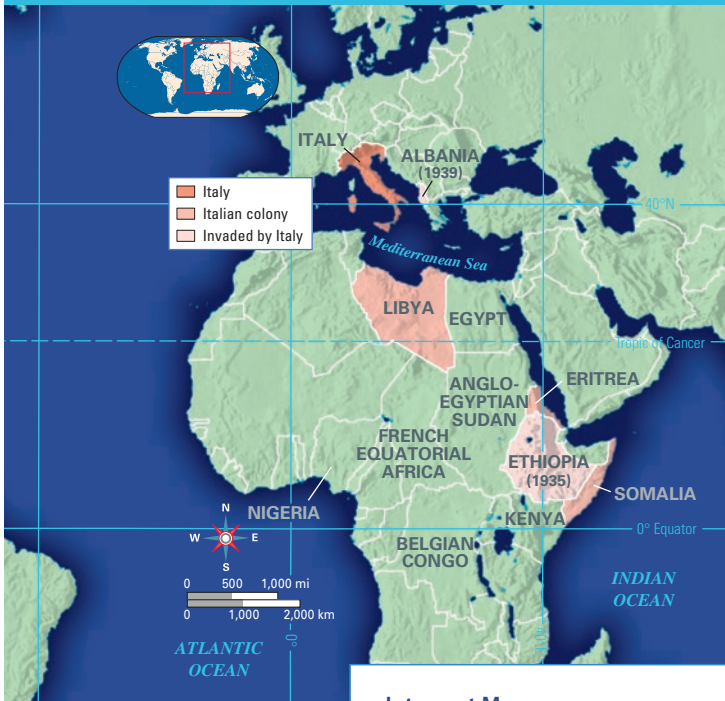 ITALY
ALBANIA
(1939)
Italy
Italian colony
Invaded by Italy
40°N
Mediterranean Sea
LIBYA
EGYPT
Tropic of Cancer
ANGLO-
EGYPTIAN
SUDAN
ERITREA
FRENCH
EQUATORIAL
AFRICA
ETHIOPIA
(1935)
SOMALIA
NIGERIA
KENYA
0° Equator
BELGIAN
CONGO
N
W E
S
0 500 1,000 mi
0 1,000 2,000 km
INDIAN
OCEAN
ATLANTIC
OCEAN
0°